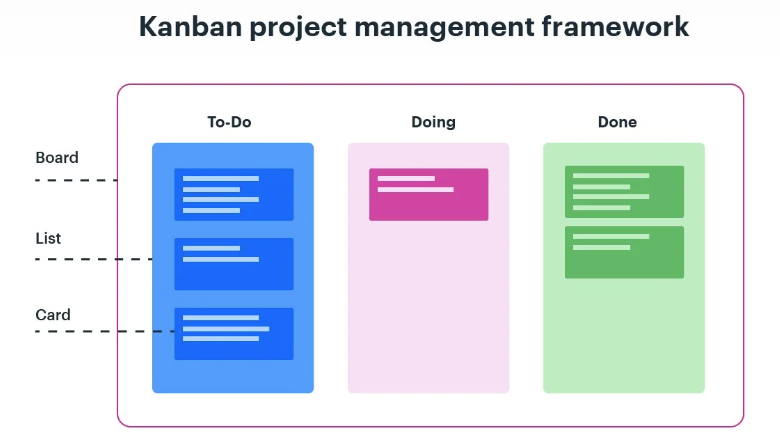 Kanban project management framework
To-Do
Doing
Done
Board
List
Card